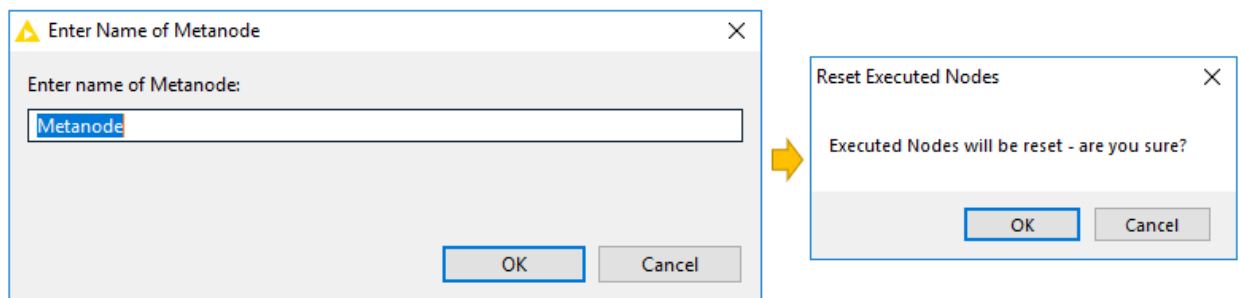 Enter Name of Metanode
Enter name of Metanode:
Metanode
OK Cancel
Reset Executed Nodes
Executed Nodes will be reset - are you sure?
OK Cancel